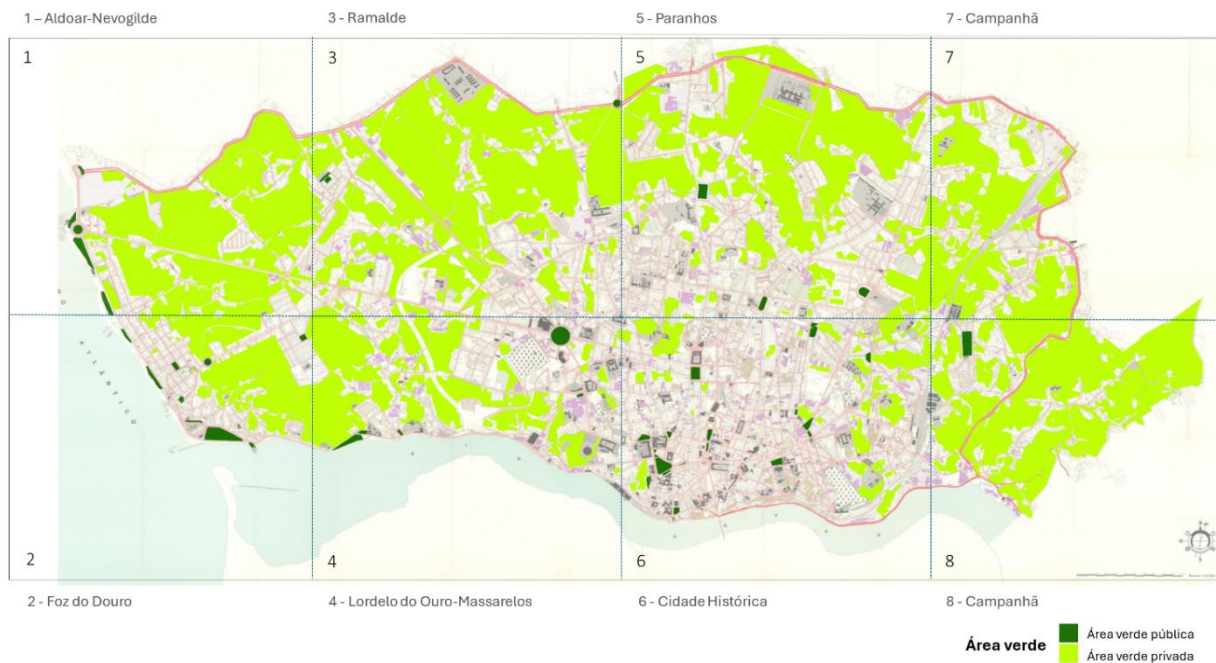 1 – Aldoar-Nevogilde
3 - Ramalde
5 - Paranhos
7 - Campanhã
1
3
5
7
ATLÂNTICO
2
4
6
8
2 - Foz do Douro
4 - Lordelo do Ouro-Massarelos
6 - Cidade Histórica
8 - Campanhã
Área verde
Área verde pública
Área verde privada